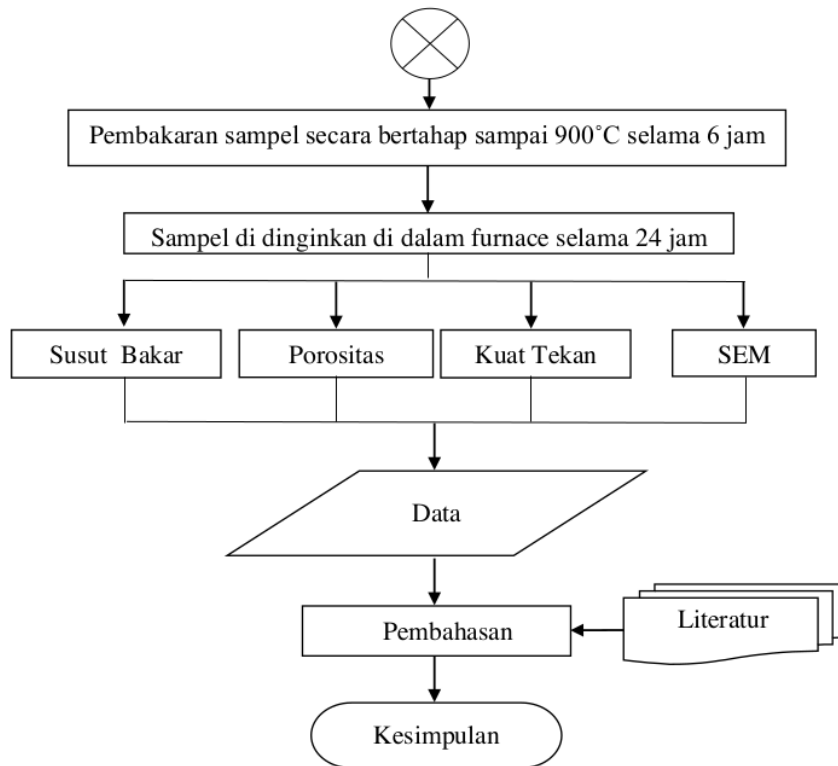 Pembakaran sampel secara bertahap sampai 900˚C selama 6 jam
Sampel di dinginkan di dalam furnace selama 24 jam
Susut Bakar
Porositas
Kuat Tekan
SEM
Data
Pembahasan
Literatur
Kesimpulan